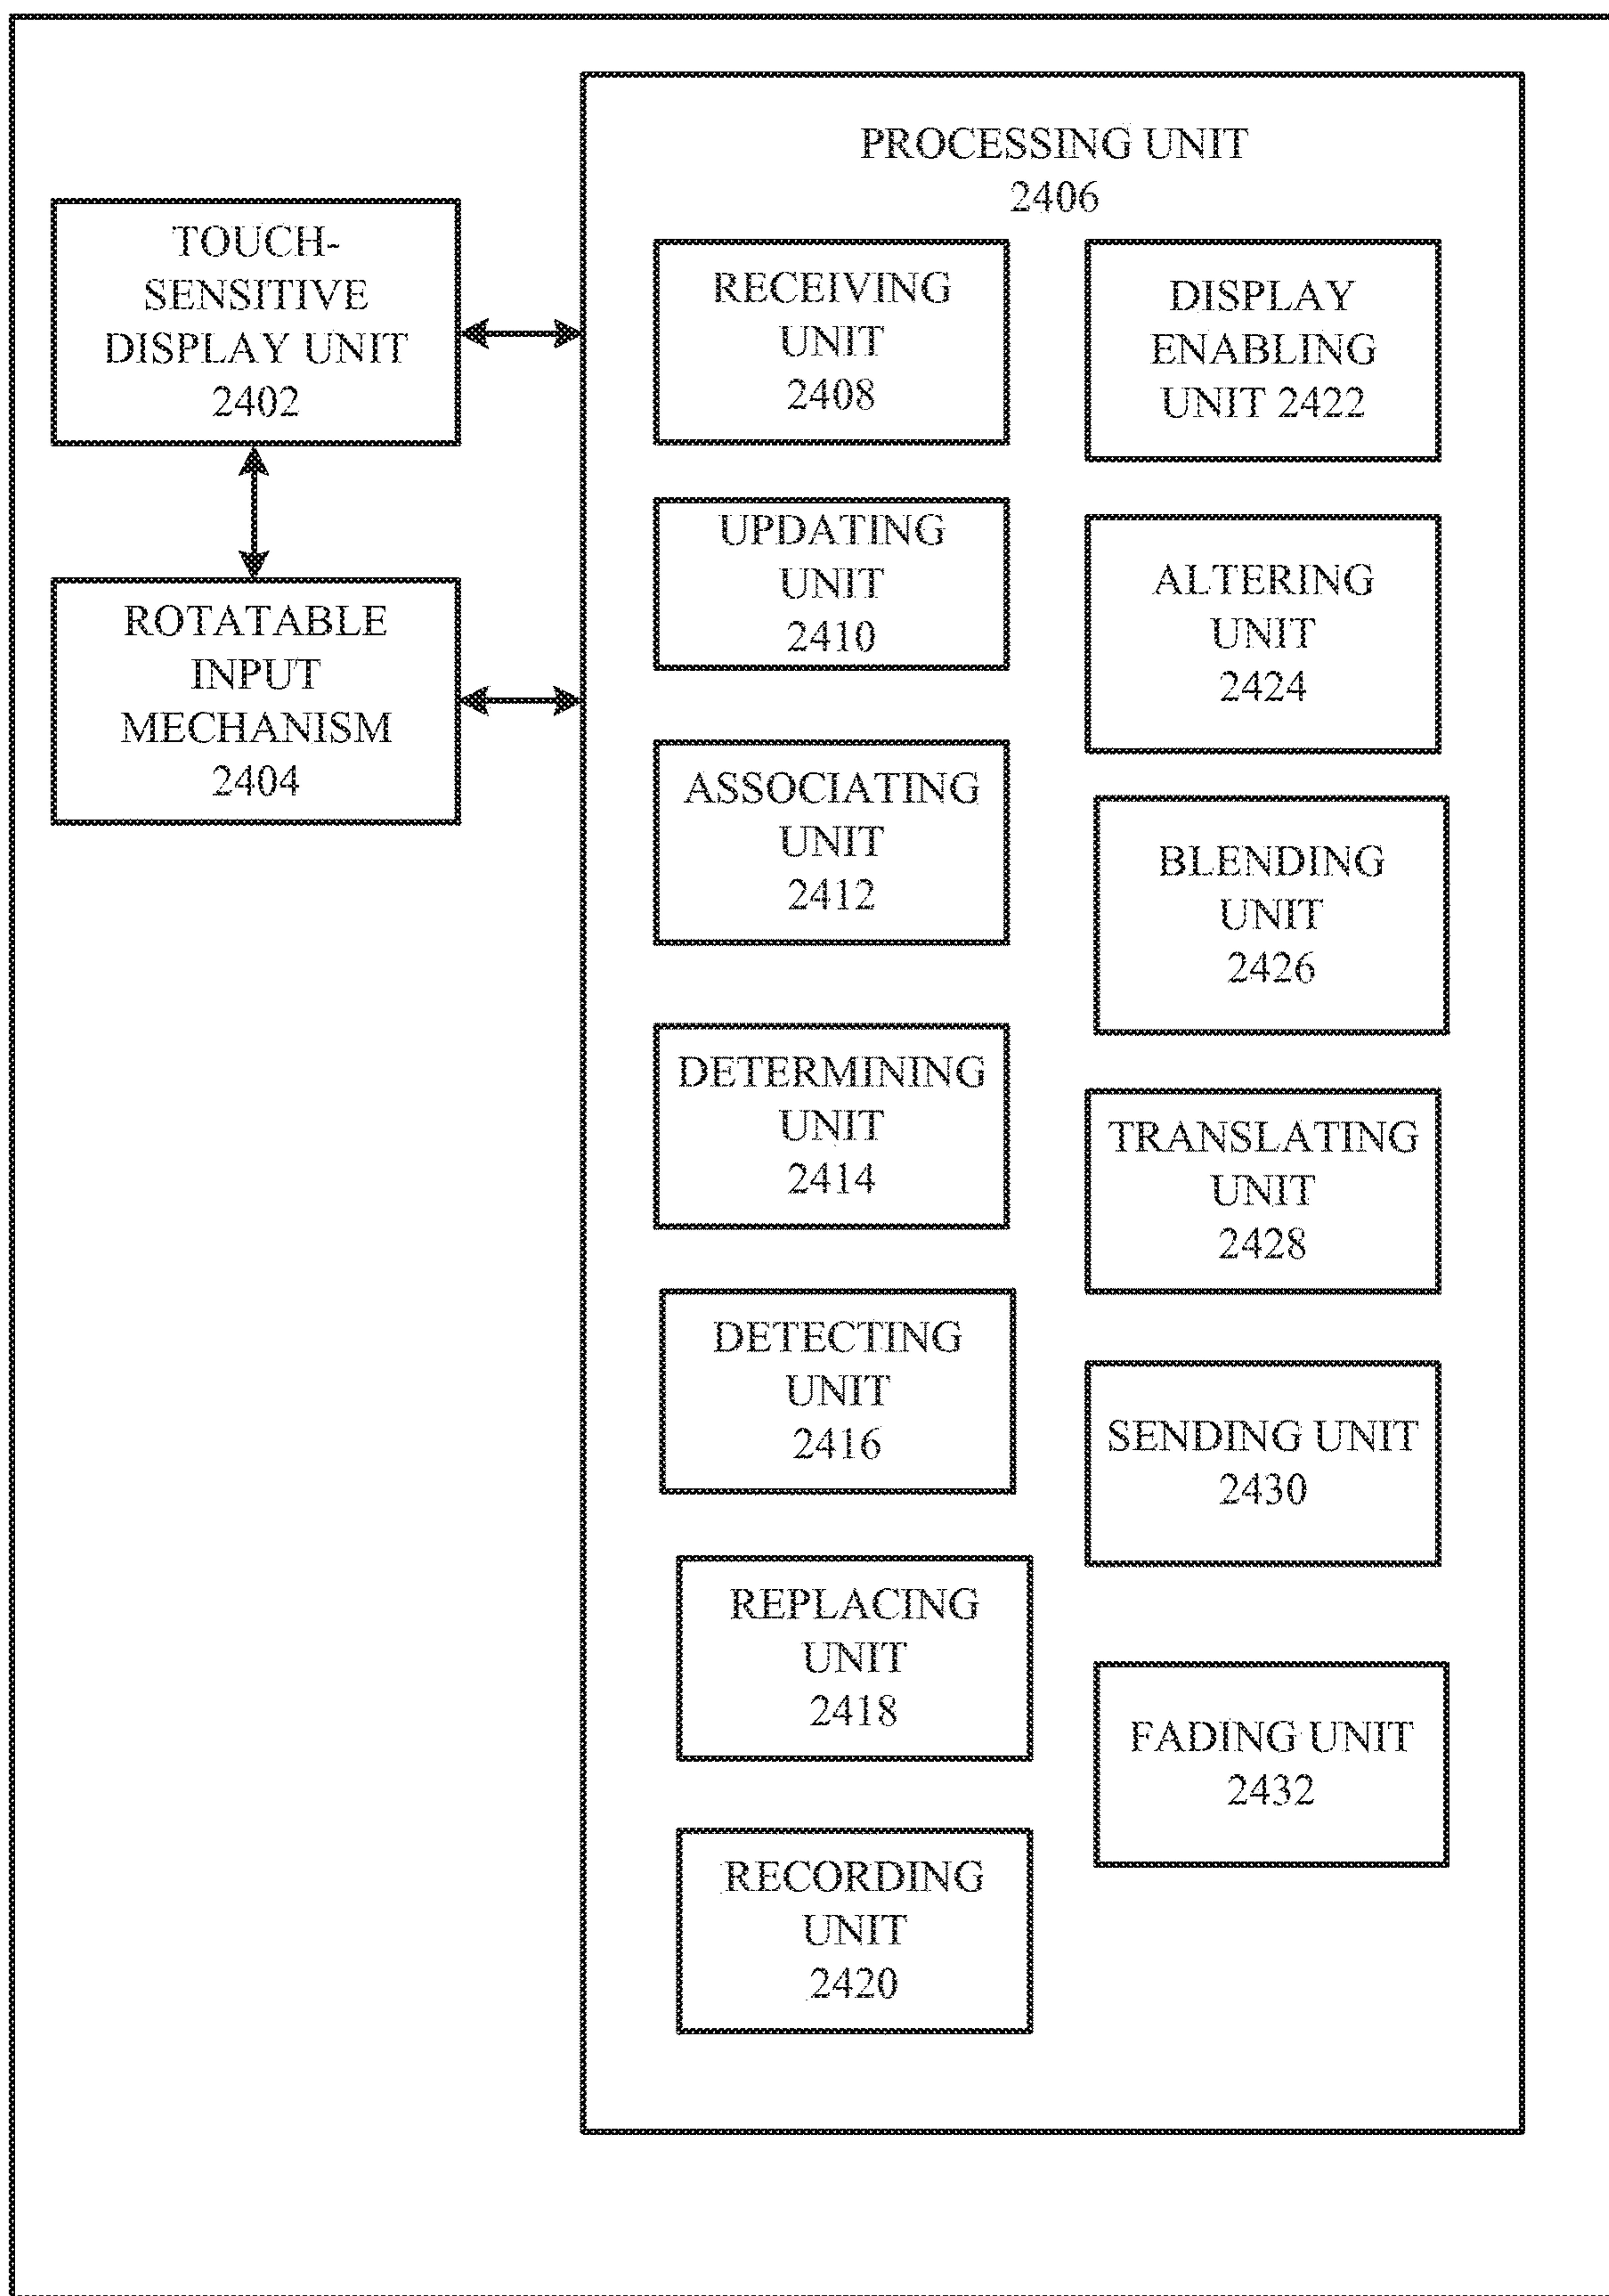 TOUCH-
SENSITIVE
DISPLAY UNIT
2402
ROTATABLE
INPUT
MECHANISM
2404
PROCESSING UNIT
2406
RECEIVING
UNIT
2408
UPDATING
UNIT
2410
ASSOCIATING
UNIT
2412
DETERMINING
UNIT
2414
DETECTING
UNIT
2416
REPLACING
UNIT
2418
RECORDING
UNIT
2420
DISPLAY
ENABLING
UNIT 2422
ALTERING
UNIT
2424
BLENDING
UNIT
2426
TRANSLATING
UNIT
2428
SENDING UNIT
2430
FADING UNIT
2432